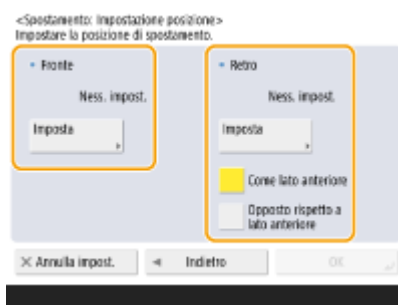 <Spostamento: Impostazione posizione>
Impostare la posizione di spostamento.
Fronte
Ness. impost.
Imposta
Retro
Ness. impost.
Imposta
Come lato anteriore
Opposto rispetto a
lato anteriore
Annulla impost.
Indietro
OK